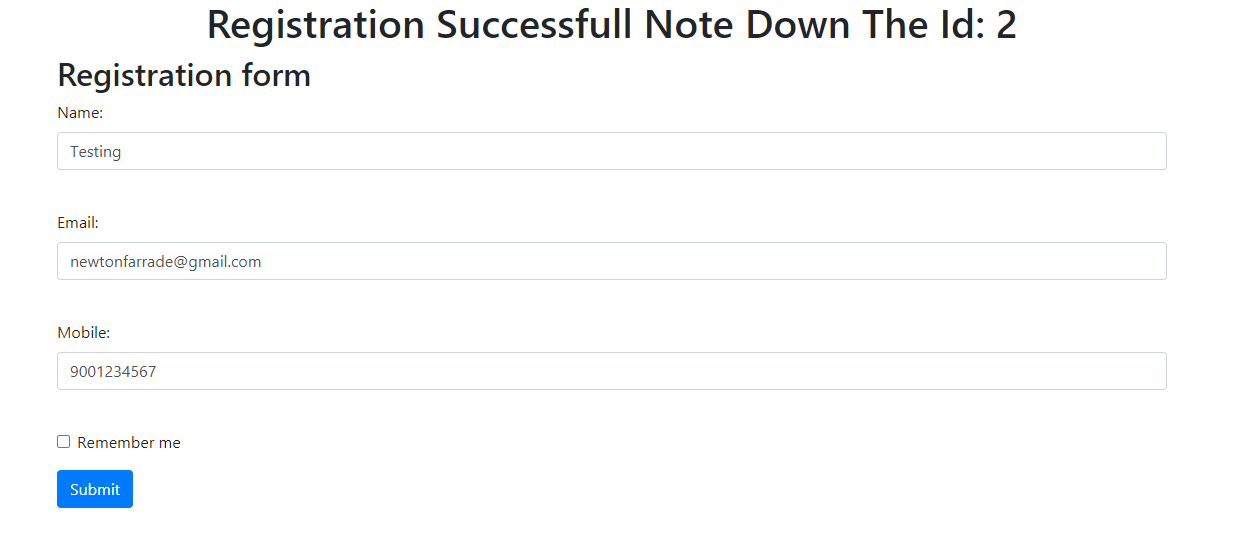 Registration Successfull Note Down The Id: 2
Registration form
Name:
Testing
Email:
newtonfarrade@gmail.com
Mobile:
9001234567
Remember me
Submit